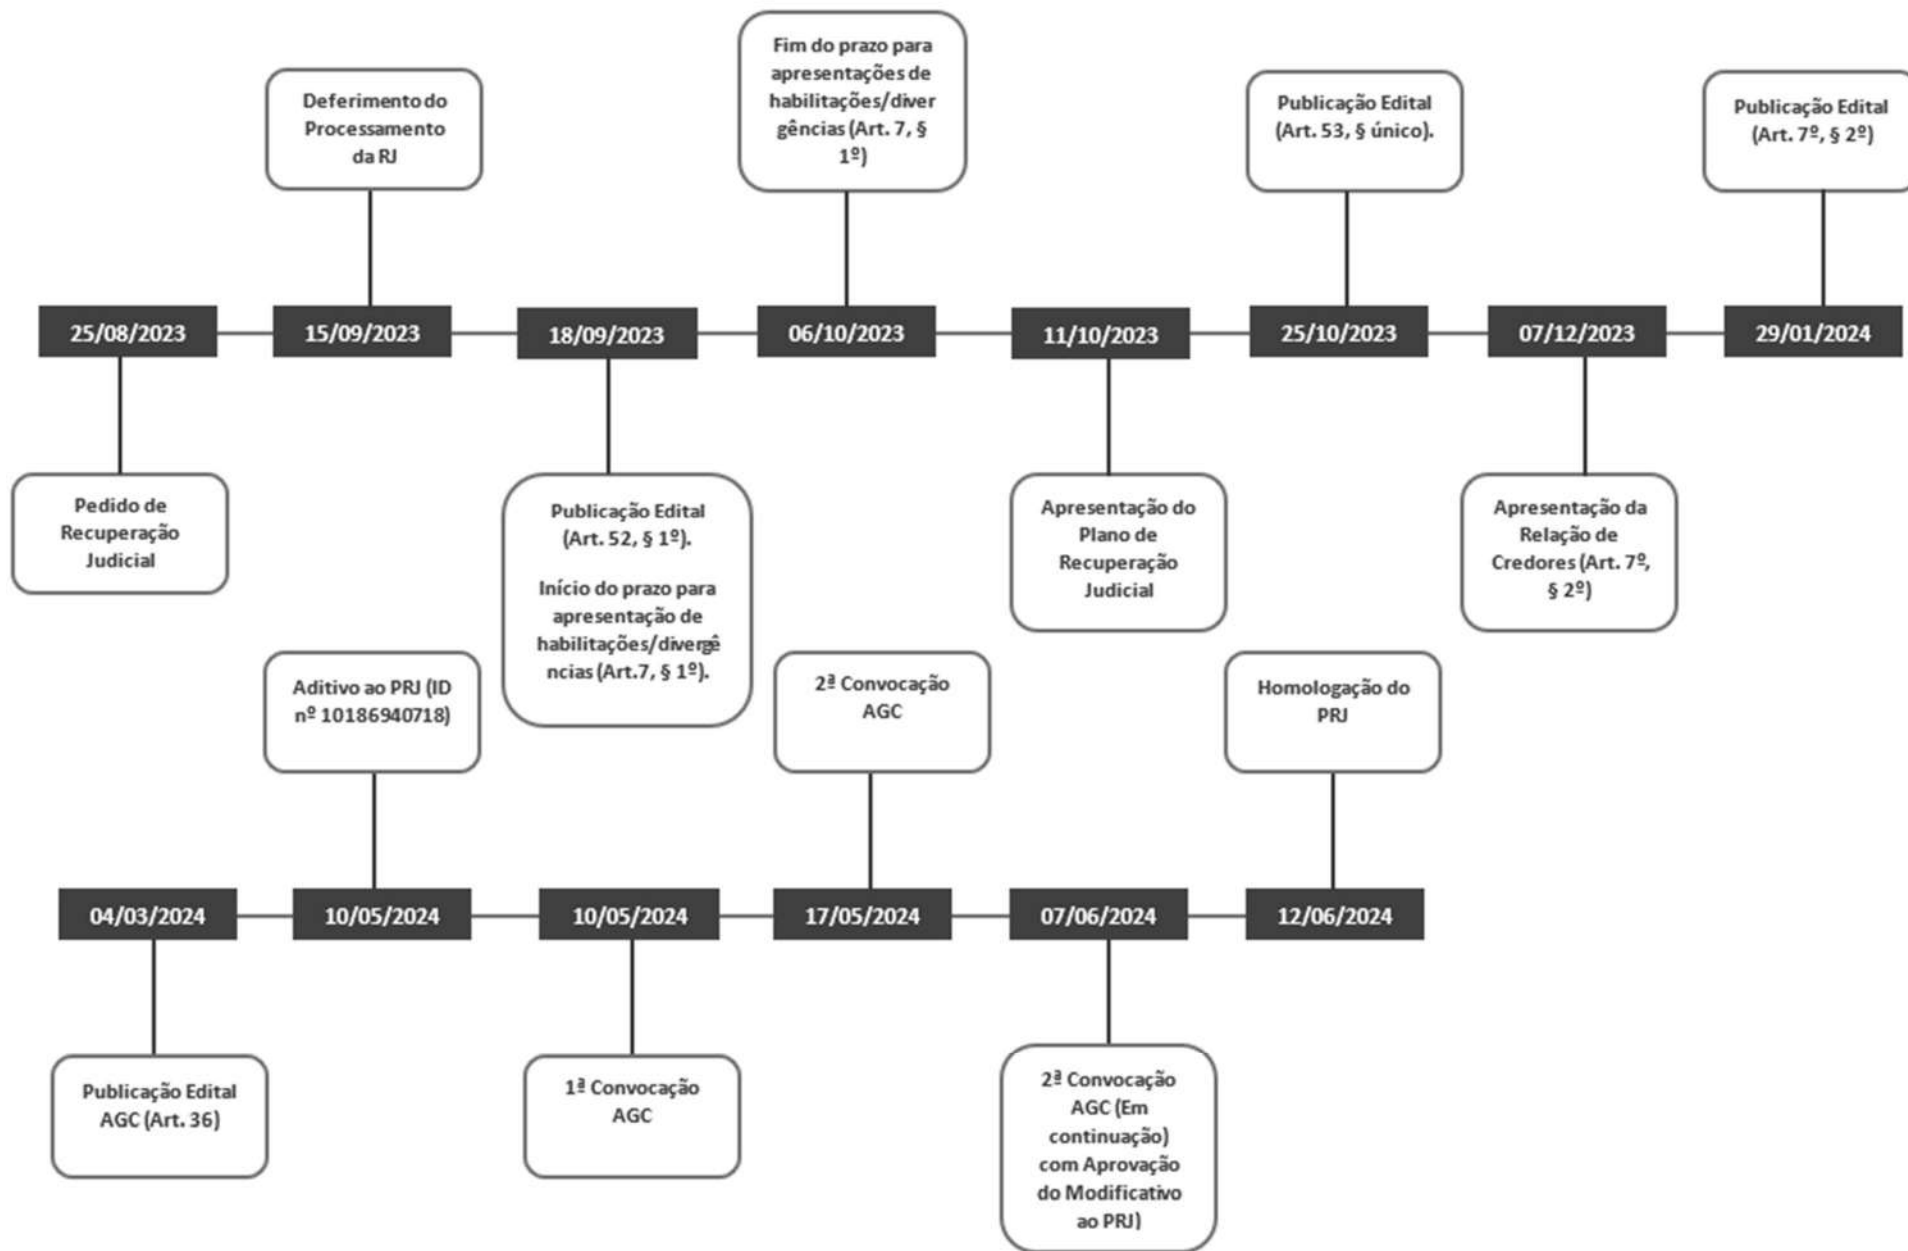 Deferimento do
Processamento
da RJ
Fim do prazo para
apresentações de
habilitações/diver
gências (Art. 7, §
1º)
Publicação Edital
(Art. 53, § único).
Publicação Edital
(Art. 7º, § 2º)
25/08/2023
15/09/2023
18/09/2023
06/10/2023
11/10/2023
25/10/2023
07/12/2023
29/01/2024
Pedido de
Recuperação
Judicial
Publicação Edital
(Art. 52, § 1º).
Início do prazo para
apresentação de
habilitações/divergê
ncias (Art.7, § 1º).
Apresentação do
Plano de
Recuperação
Judicial
Apresentação da
Relação de
Credores (Art. 7º,
§ 2º)
Aditivo ao PRJ (ID
nº 10186940718)
2ª Convocação
AGC
Homologação do
PRJ
04/03/2024
10/05/2024
10/05/2024
17/05/2024
07/06/2024
12/06/2024
Publicação Edital
AGC (Art. 36)
1ª Convocação
AGC
2ª Convocação
AGC (Em
continuação)
com Aprovação
do Modificativo
ao PRJ)